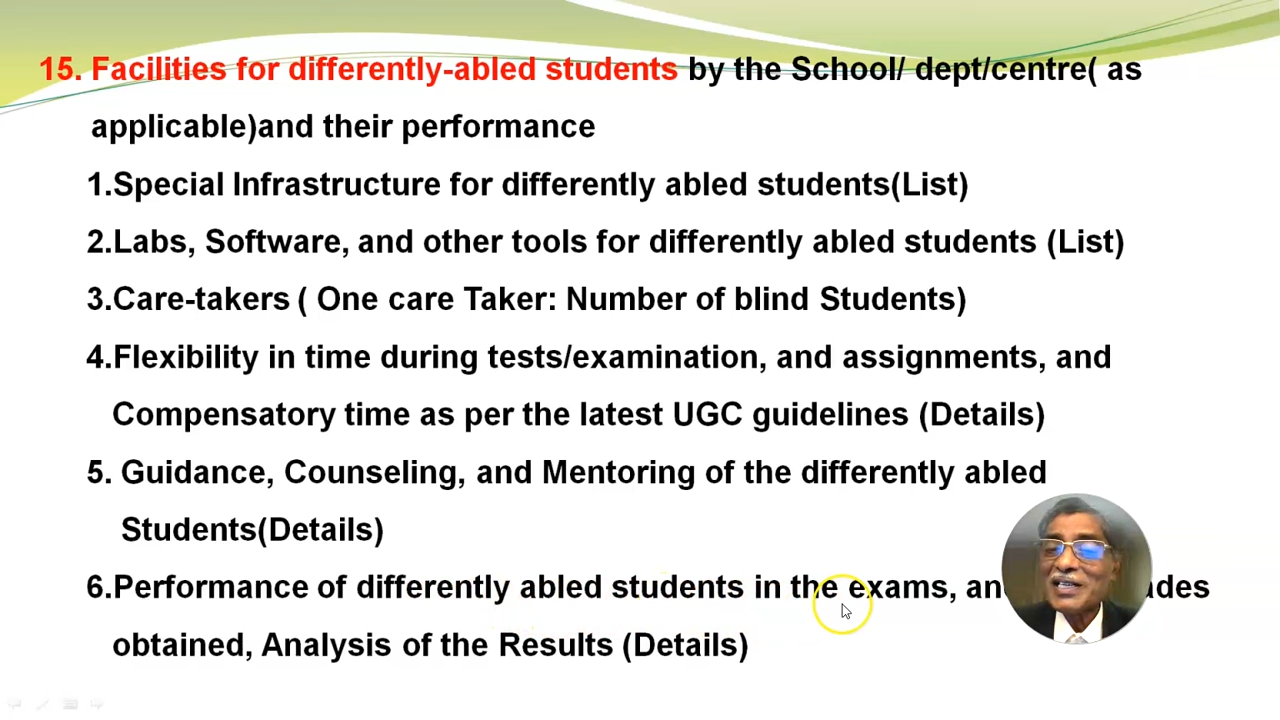 15. Facilities for differently-abled students by the School/ dept/centre( as
applicable)and their performance
1.Special Infrastructure for differently abled students(List)
2.Labs, Software, and other tools for differently abled students (List)
3.Care-takers ( One care Taker: Number of blind Students)
4.Flexibility in time during tests/examination, and assignments, and
Compensatory time as per the latest UGC guidelines (Details)
5. Guidance, Counseling, and Mentoring of the differently abled
Students(Details)
6.Performance of differently abled students in the exams,
obtained, Analysis of the Results (Details)